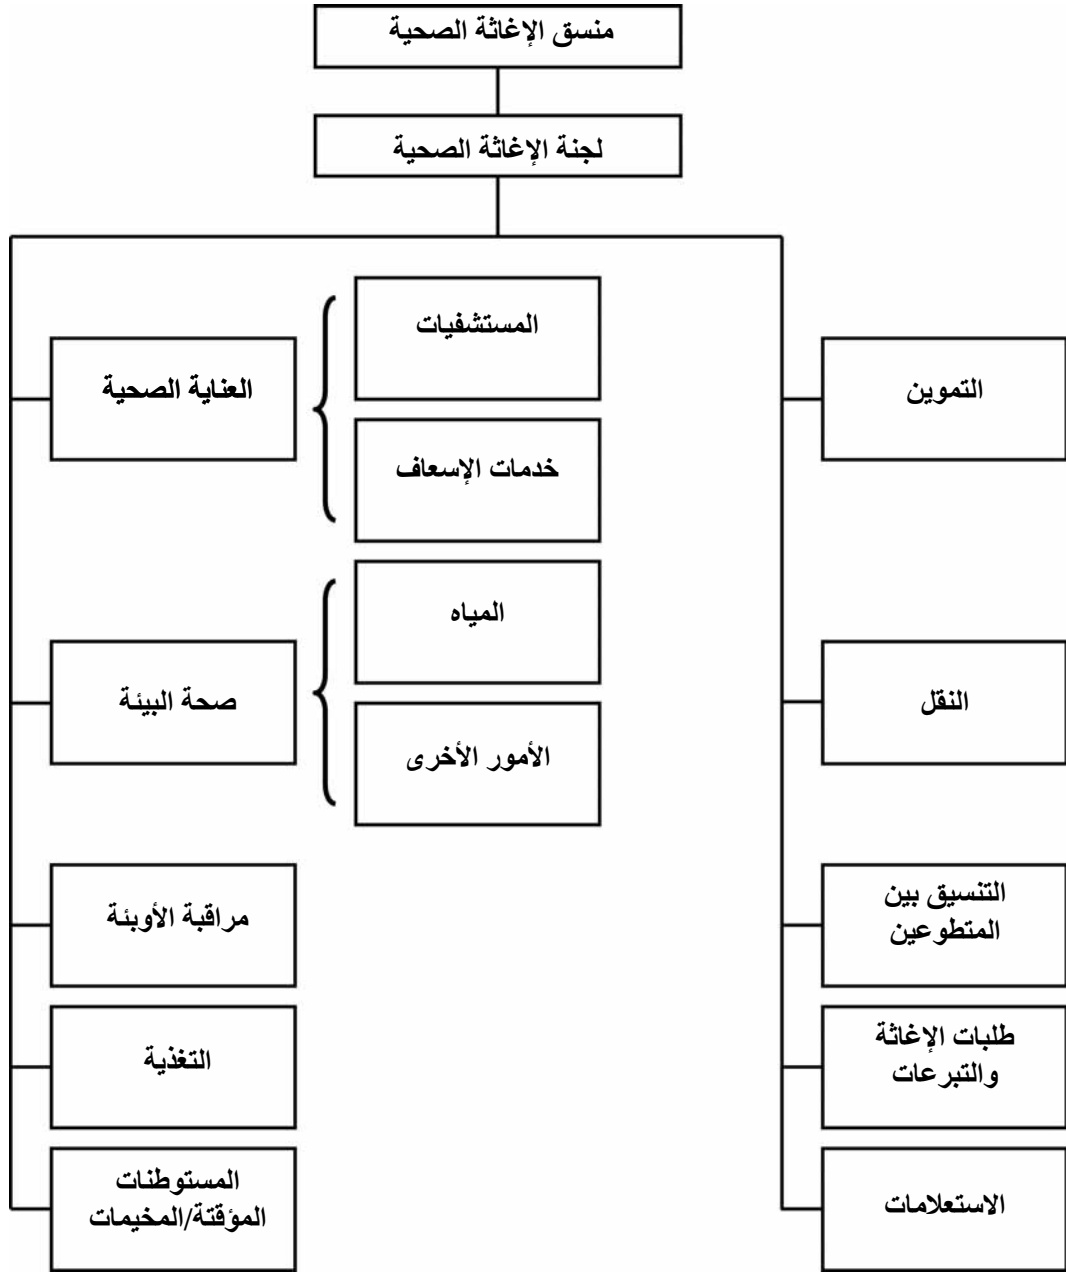 منسق الإغاثة الصحية
لجنة الإغاثة الصحية
التموين
النقل
التنسيق بين
المتطوعين
طلبات الإغاثة
والتبرعات
الاستعلامات
المستشفيات
خدمات الإسعاف
المياه
الأمور الأخرى
العناية الصحية
صحة البيئة
مراقبة الأوبئة
التغذية
المستوطنات
المؤقتة/المخيمات